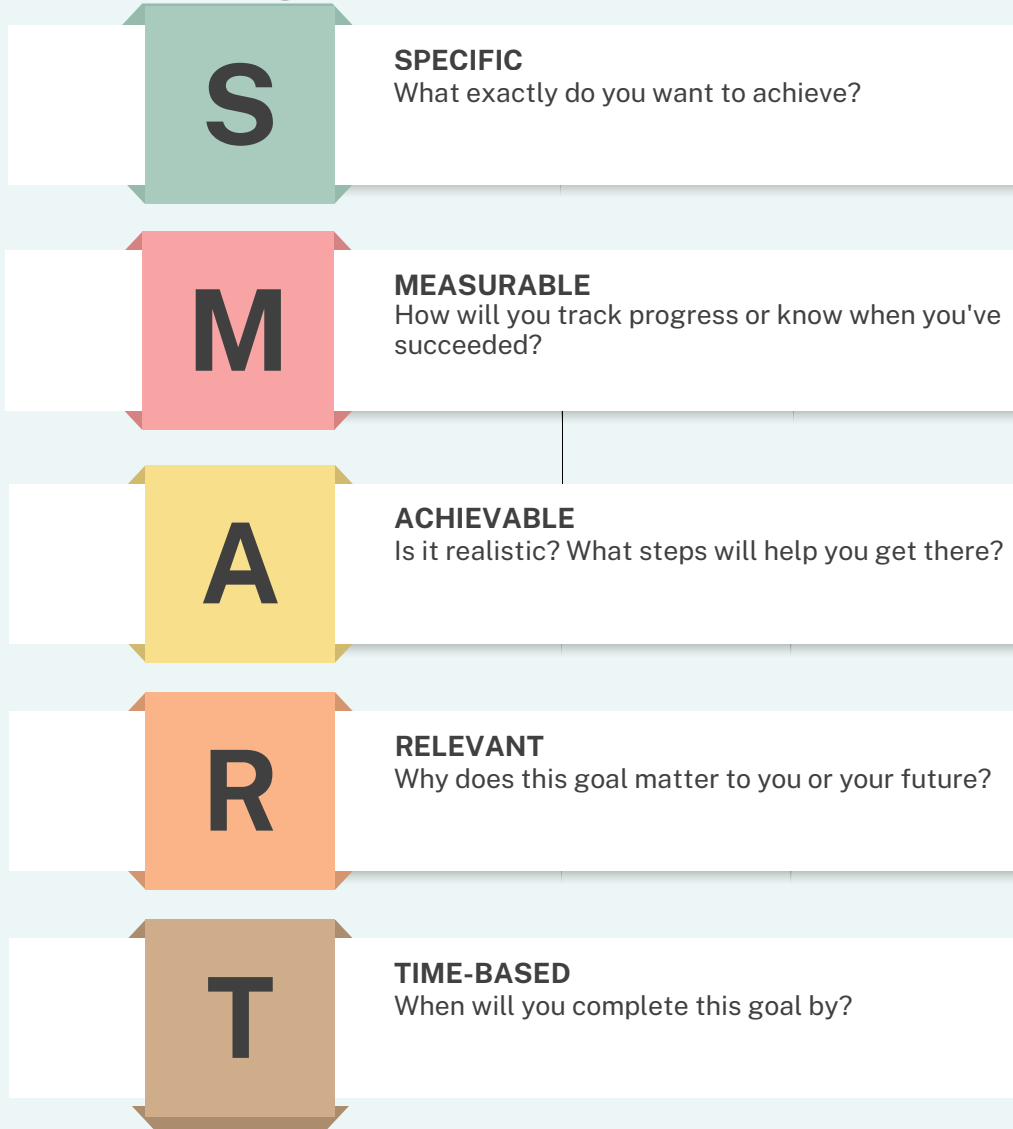 S
SPECIFIC
What exactly do you want to achieve?
M
MEASURABLE
How will you track progress or know when you've
succeeded?
A
ACHIEVABLE
Is it realistic? What steps will help you get there?
R
RELEVANT
Why does this goal matter to you or your future?
T
TIME-BASED
When will you complete this goal by?